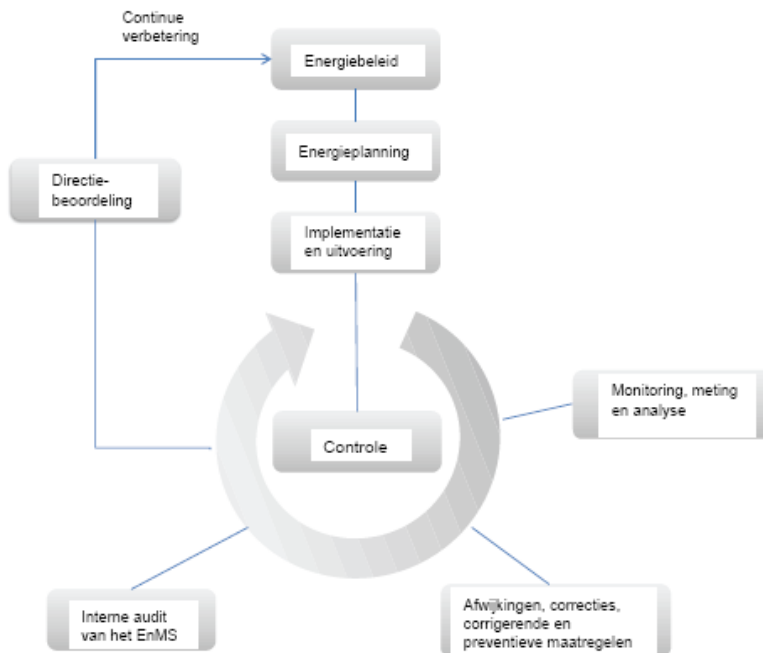 Continue
verbetering
Energiebeleid
Energieplanning
Directie-
beoordeling
Implementatie
en uitvoering
Monitoring, meting
en analyse
Controle
Interne audit
van het EnMS
Afwijkingen, correcties,
corrigerende en
preventieve maatregelen